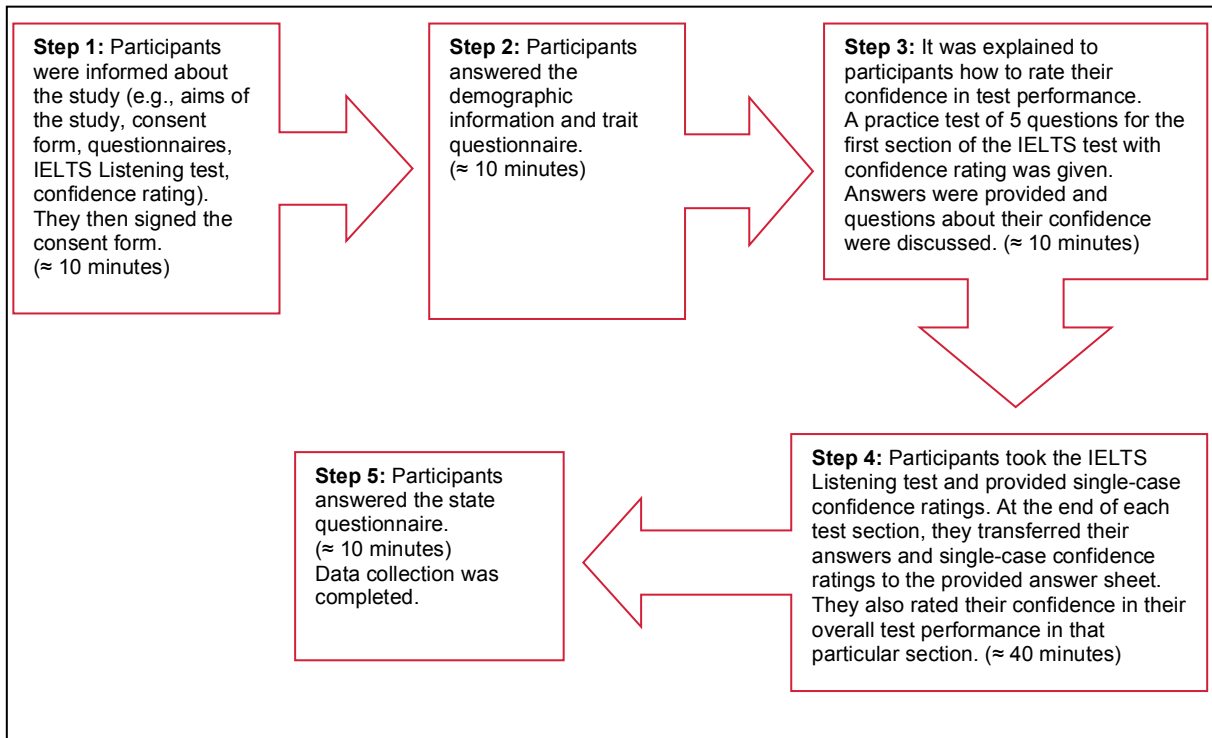 Step 1: Participants
were informed about
the study (e.g., aims of
the study, consent
form, questionnaires,
IELTS Listening test,
confidence rating).
They then signed the
consent form.
(≈ 10 minutes)
Step 2: Participants
answered the
demographic
information and trait
questionnaire.
(≈ 10 minutes)
Step 3: It was explained to
participants how to rate their
confidence in test performance.
A practice test of 5 questions for the
first section of the IELTS test with
confidence rating was given.
Answers were provided and
questions about their confidence
were discussed. (≈ 10 minutes)
Step 4: Participants took the IELTS
Listening test and provided single-case
confidence ratings. At the end of each
test section, they transferred their
answers and single-case confidence
ratings to the provided answer sheet.
They also rated their confidence in their
overall test performance in that
particular section. (≈ 40 minutes)
Step 5: Participants
answered the state
questionnaire.
(≈ 10 minutes)
Data collection was
completed.